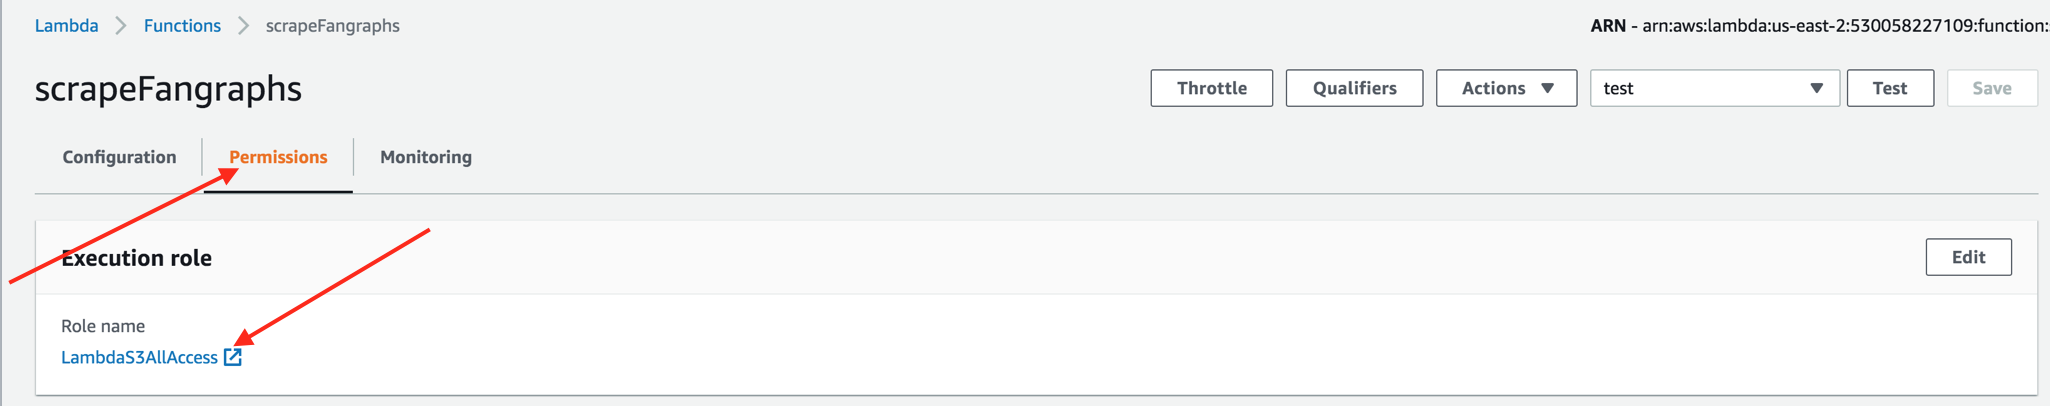 Lambda > Functions > scrapeFangraphs
ARN - arn:aws:lambda:us-east-2:530058227109:function:
scrapeFangraphs
Throttle Qualifiers Actions test Test Save
Configuration Permissions Monitoring
Execution role
Edit
Role name
LambdaS3AllAccess